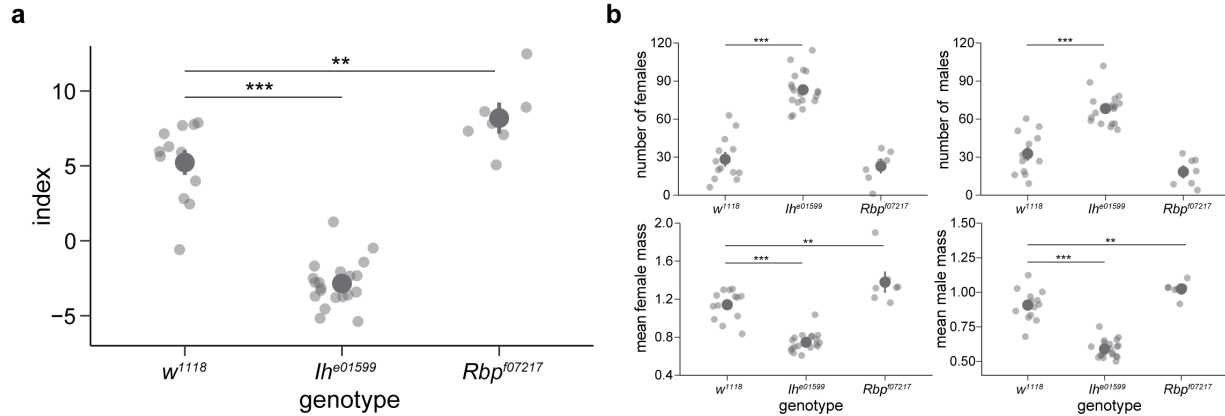 a
**
***
10
5
0
−5
index
w1118
Ihe01599
Rbpf07217
genotype
b
***
120
90
60
30
0
number of females
w1118
Ihe01599
Rbpf07217
***
120
90
60
30
0
number of males
w1118
Ihe01599
Rbpf07217
**
***
2.0
1.6
1.2
0.8
0.4
mean female mass
w1118
Ihe01599
Rbpf07217
genotype
**
***
1.50
1.25
1.00
0.75
0.50
mean male mass
w1118
Ihe01599
Rbpf07217
genotype